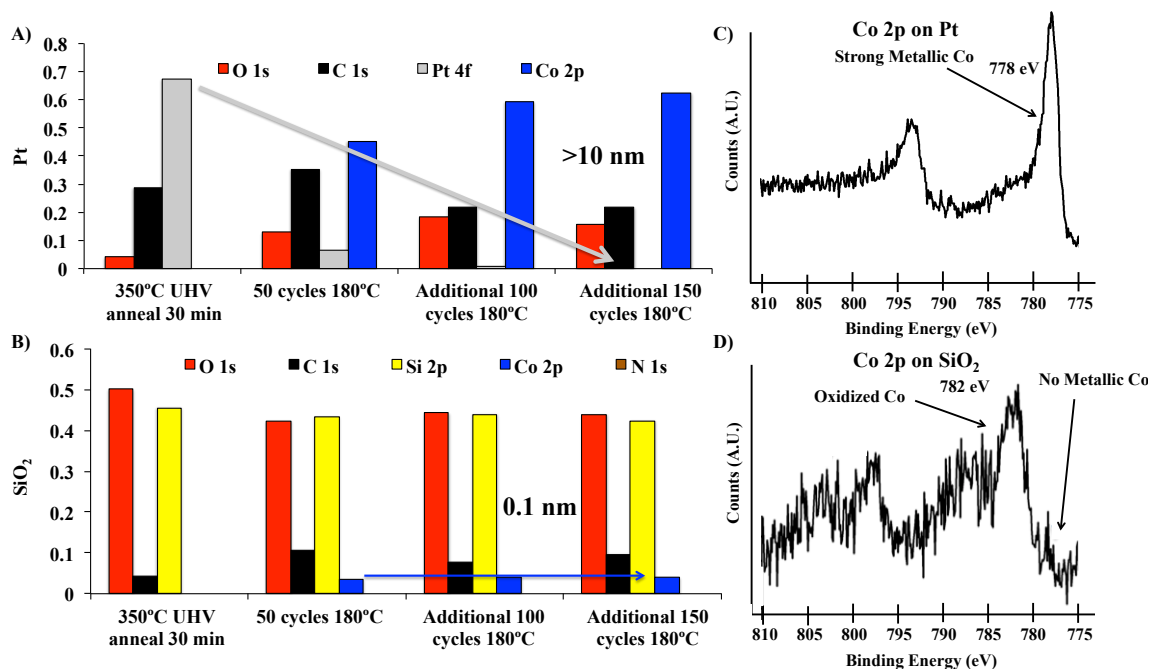 A)
0.8
0.7
0.6
0.5
0.4
0.3
0.2
0.1
0
Pt
O 1s C 1s Pt 4f Co 2p
>10 nm
350ºC UHV
anneal 30 min
50 cycles 180ºC
Additional 100
cycles 180ºC
Additional 150
cycles 180ºC
B)
0.6
0.5
0.4
0.3
0.2
0.1
0
SiO₂
O 1s C 1s Si 2p Co 2p N 1s
0.1 nm
350ºC UHV
anneal 30 min
50 cycles 180ºC
Additional 100
cycles 180ºC
Additional 150
cycles 180ºC
C)
Co 2p on Pt
Strong Metallic Co
778 eV
Counts (A.U.)
810 805 800 795 790 785 780 775
Binding Energy (eV)
D)
Co 2p on SiO₂
782 eV
No Metallic Co
Oxidized Co
Counts (A.U.)
810 805 800 795 790 785 780 775
Binding Energy (eV)